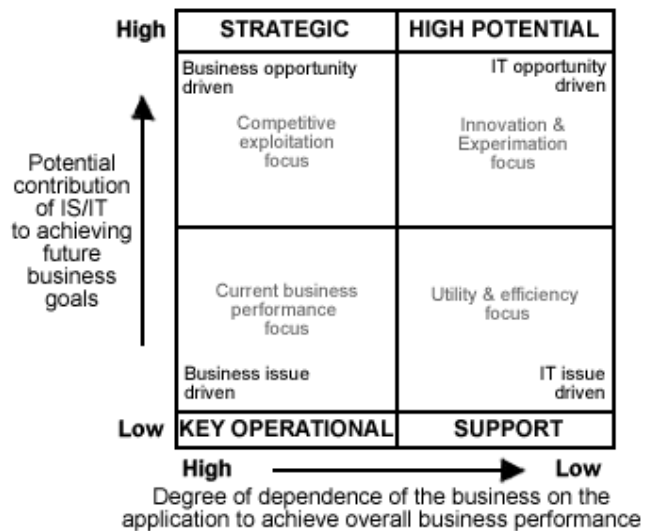 High
STRATEGIC
HIGH POTENTIAL
Business opportunity
driven
IT opportunity
driven
Competitive
exploitation
focus
Innovation &
Experimation
focus
Potential
contribution
of IS/IT
to achieving
future
business
goals
Current business
performance
focus
Utility & efficiency
focus
Business issue
driven
IT issue
driven
Low
KEY OPERATIONAL
SUPPORT
High
Low
Degree of dependence of the business on the
application to achieve overall business performance